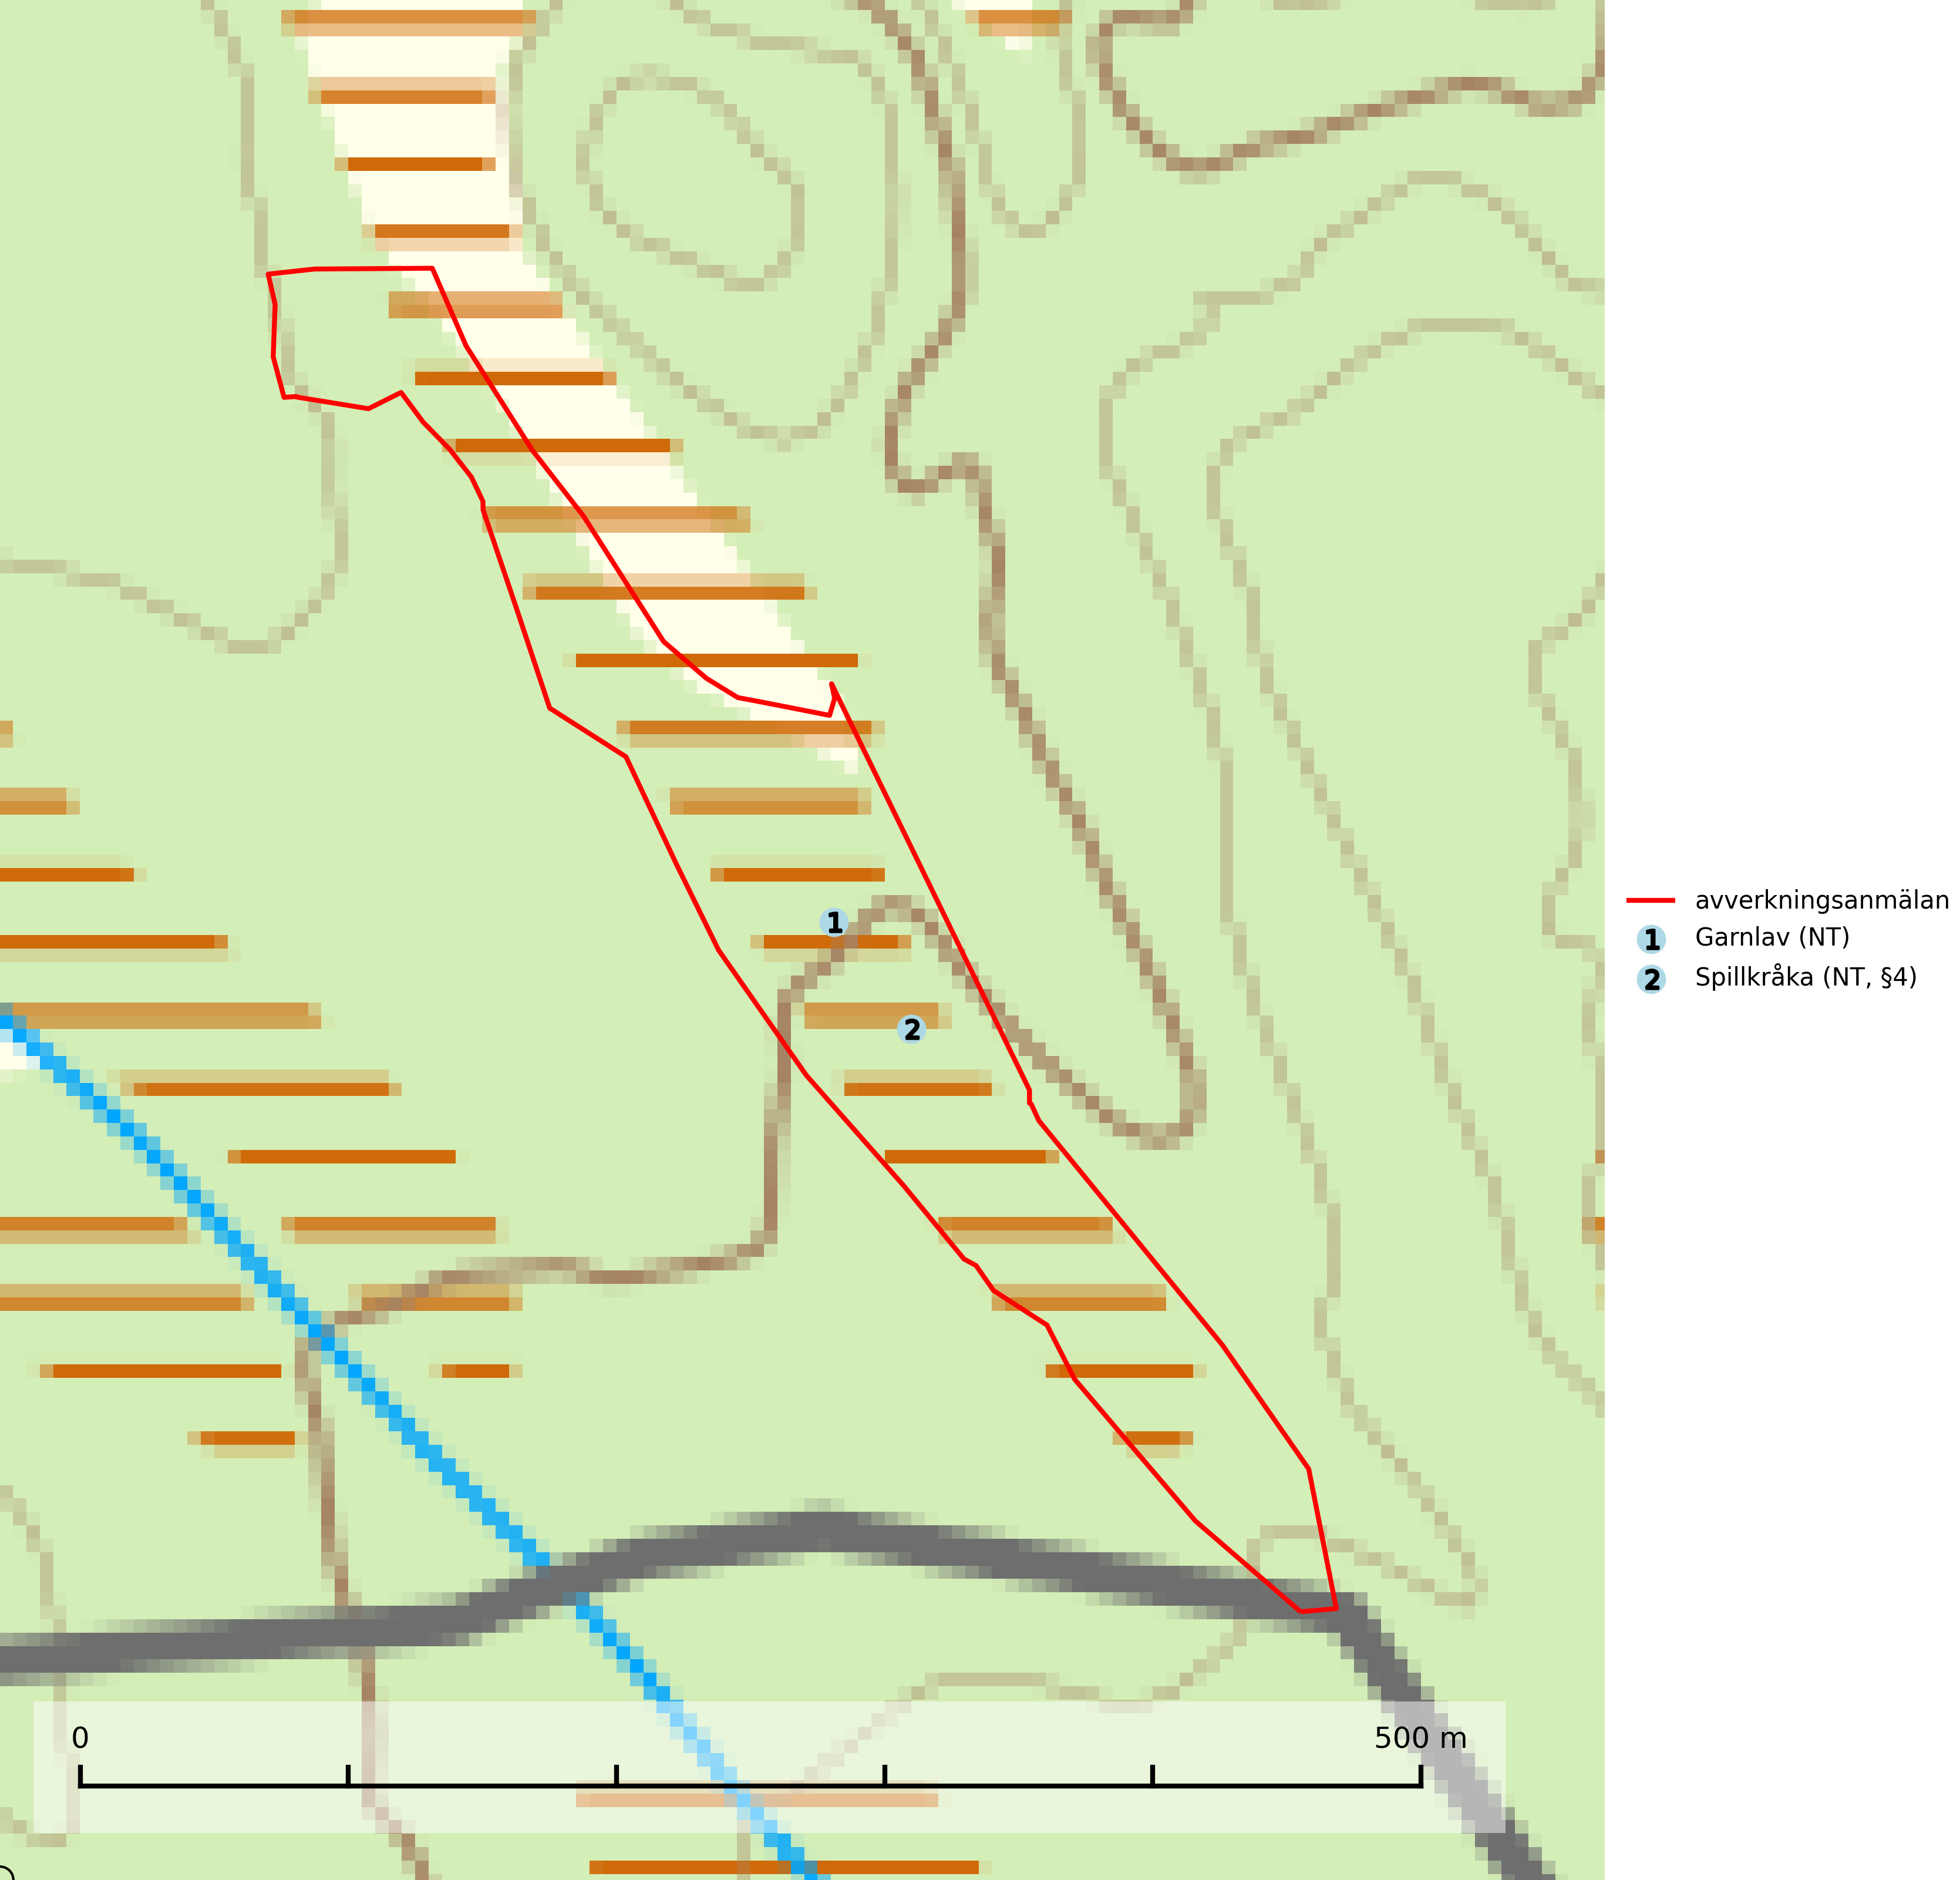 1
2
avverkningsanmälan
1 Garnlav (NT)
2 Spillkråka (NT, §4)
0 500 m